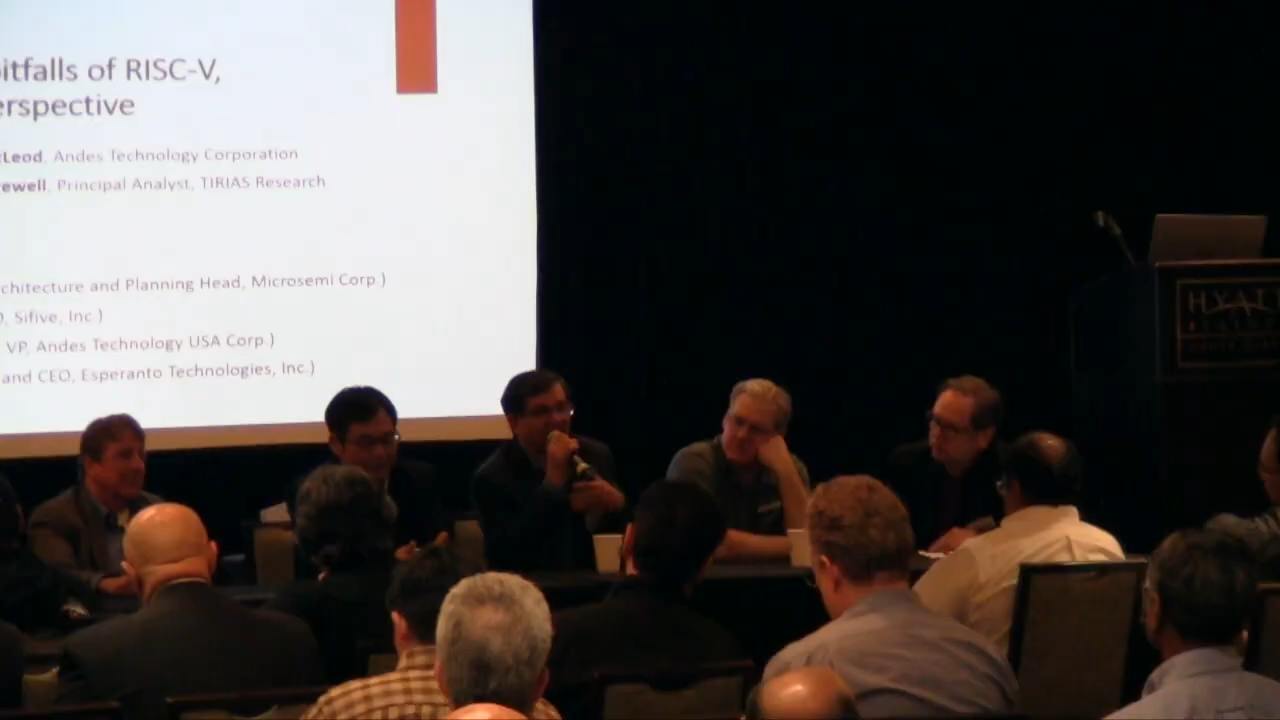 itfalls of RISC-V,
erspective
Leod, Andes Technology Corporation
ewell, Principal Analyst, TIRIAS Research
chitecture and Planning Head, Microsemi Corp.)
, Sifive, Inc.)
VP, Andes Technology USA Corp.)
and CEO, Esperanto Technologies, Inc.)
HYATT